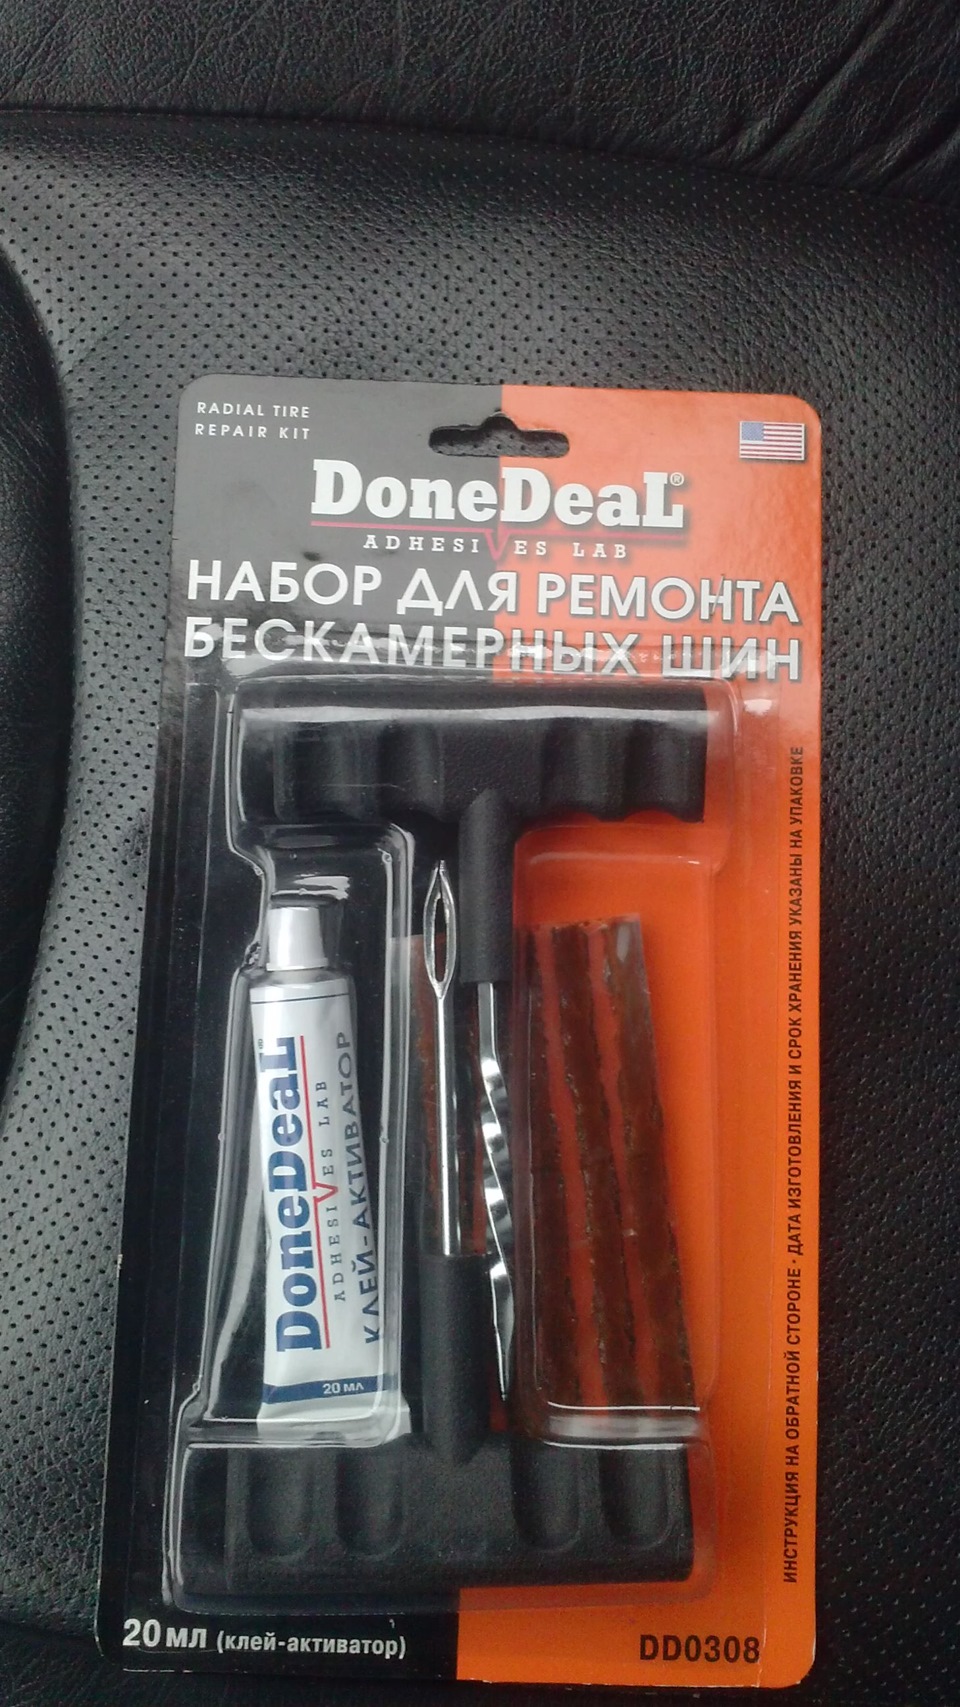 RADIAL TIRE
REPAIR KIT
DoneDeaL®
ADHESIVES LAB
НАБОР ДЛЯ РЕМОНТА
БЕСКАМЕРНЫХ ШИН
DoneDeaL®
ADHESIVES LAB
КЛЕЙ-АКТИВАТОР
20 МЛ
ИНСТРУКЦИЯ НА ОБРАТНОЙ СТОРОНЕ · ДАТА ИЗГОТОВЛЕНИЯ И СРОК ХРАНЕНИЯ УКАЗАНЫ НА УПАКОВКЕ
20 мл (клей-активатор)
DD0308